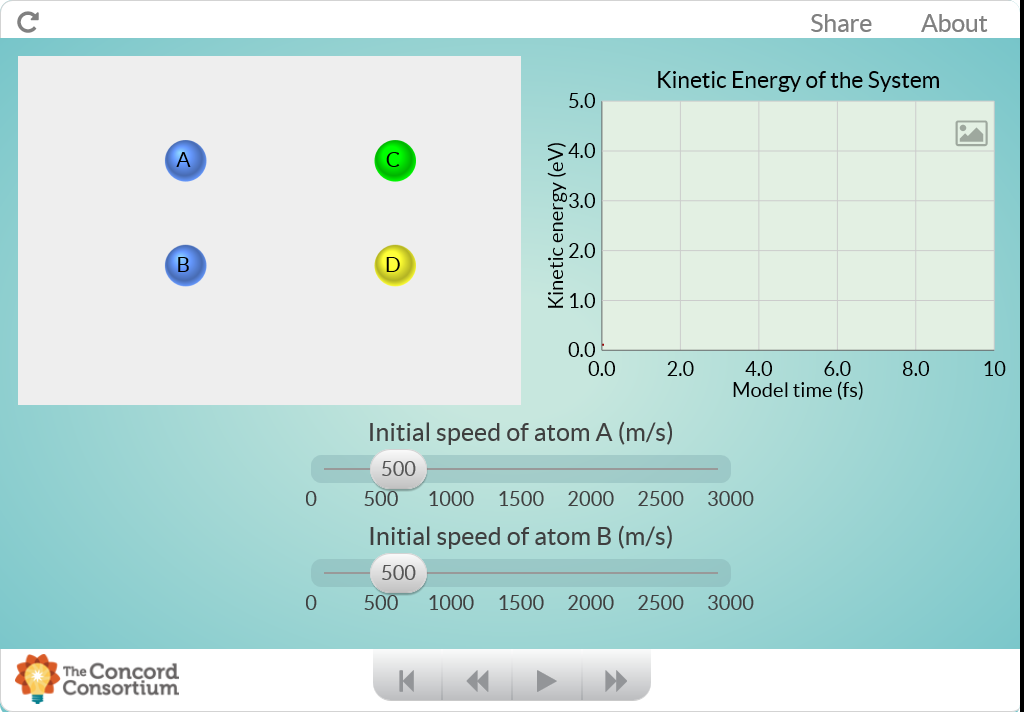 Share About
A
C
B
D
Kinetic Energy of the System
Kinetic energy (eV)
5.0
4.0
3.0
2.0
1.0
0.0
0.0 2.0 4.0 6.0 8.0 10
Model time (fs)
Initial speed of atom A (m/s)
500
0 500 1000 1500 2000 2500 3000
Initial speed of atom B (m/s)
500
0 500 1000 1500 2000 2500 3000
The Concord
Consortium